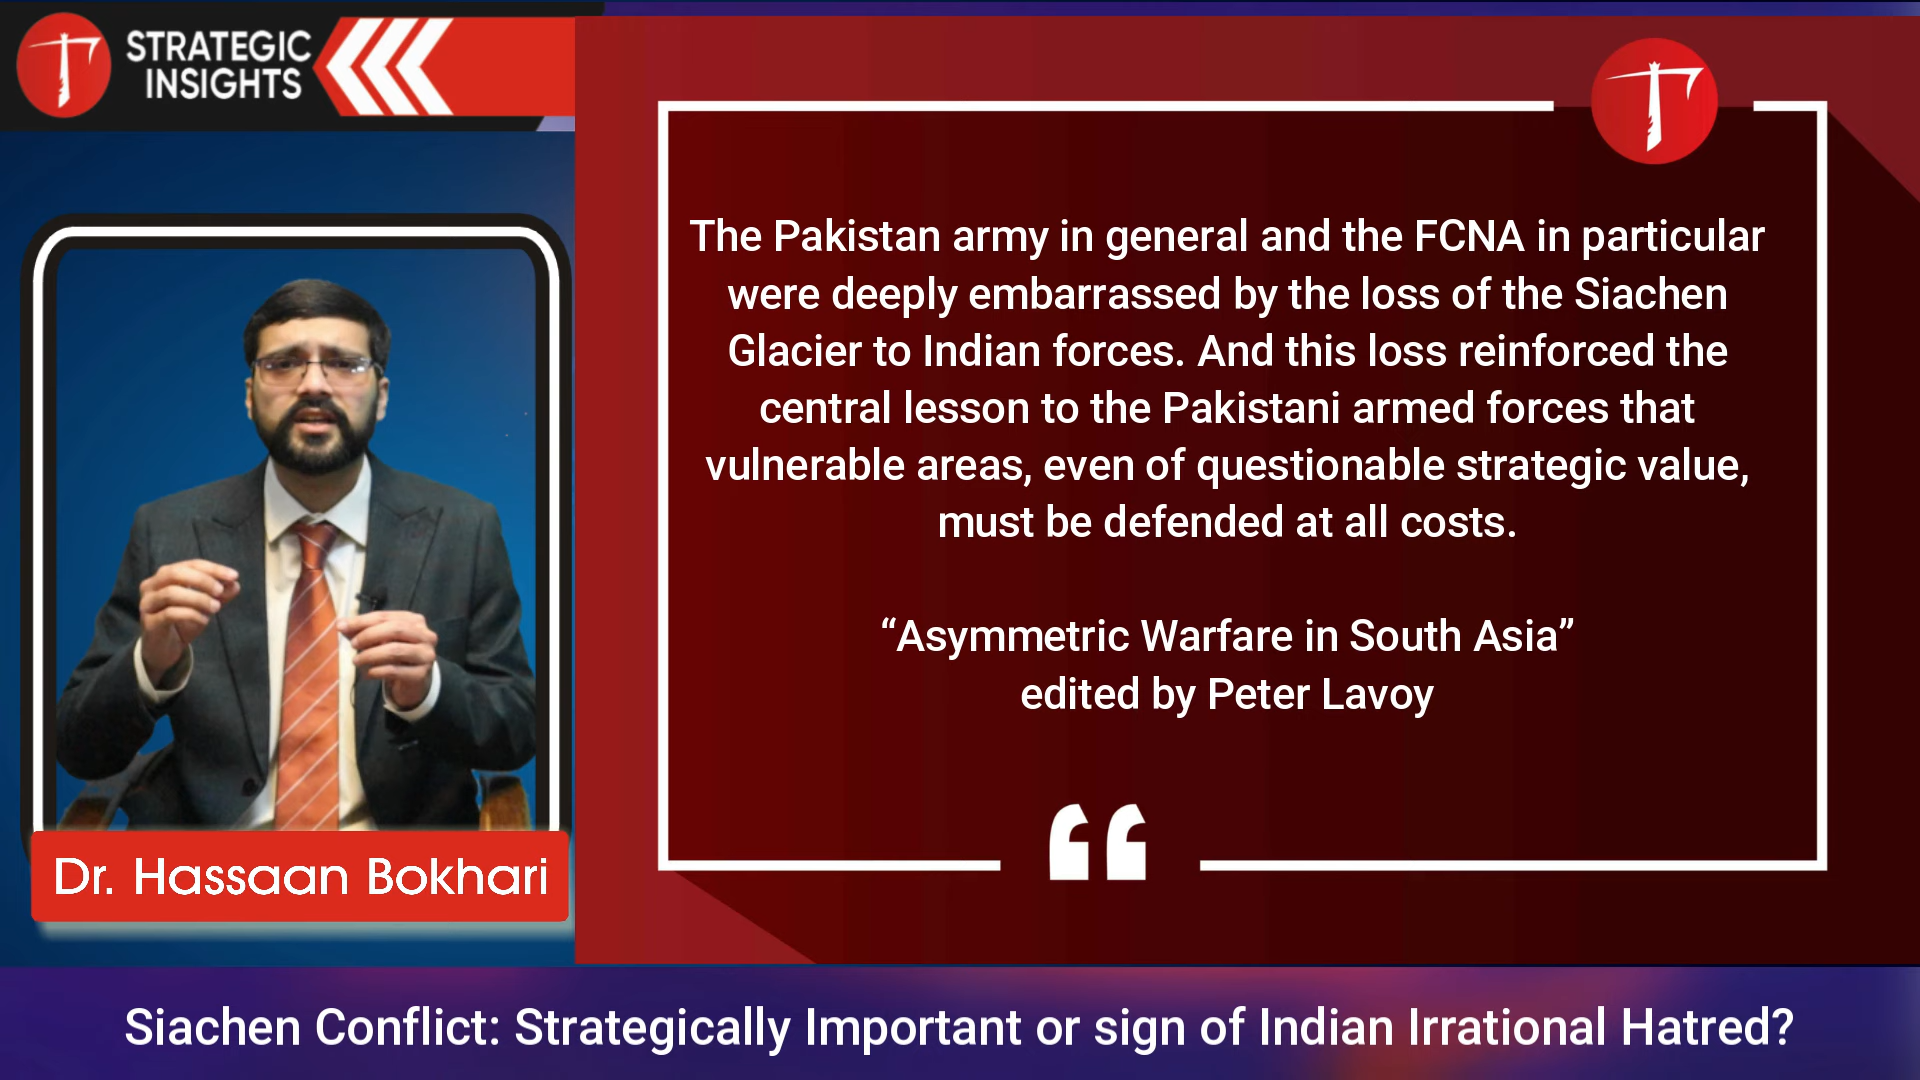 STRATEGIC
INSIGHTS
The Pakistan army in general and the FCNA in particular
were deeply embarrassed by the loss of the Siachen
Glacier to Indian forces. And this loss reinforced the
central lesson to the Pakistani armed forces that
vulnerable areas, even of questionable strategic value,
must be defended at all costs.
“Asymmetric Warfare in South Asia”
edited by Peter Lavoy
Dr. Hassaan Bokhari
Siachen Conflict: Strategically Important or sign of Indian Irrational Hatred?